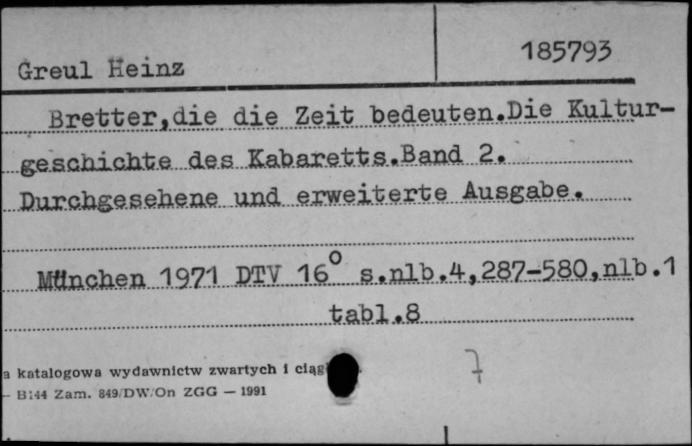 185793
Greul Heinz
Bretter,die die Zeit bedeuten.Die Kultur-
geschichte des Kabaretts.Band 2.
Durchgesehene und erweiterte Ausgabe.
München 1971 DTV 16° s.nlb.4,287-580,nlb.1
tabl.8
a katalogowa wydawnictw zwartych i ciąg
7
— B144 Zam. 849/DW/On ZGG — 1991